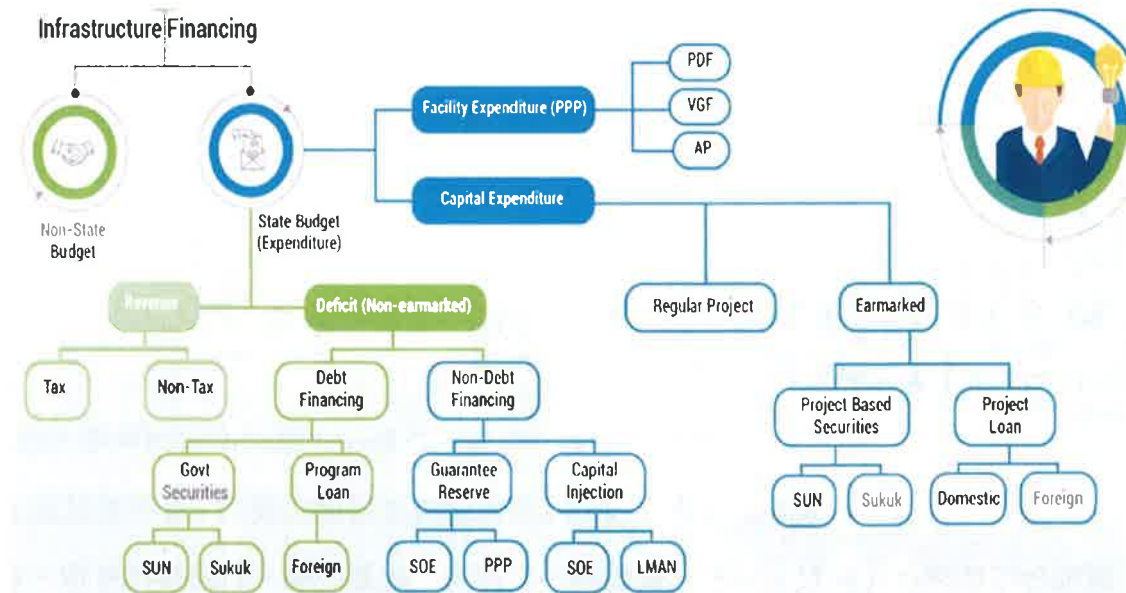 Infrastructure Financing
PDF
Facility Expenditure (PPP)
VGF
AP
Capital Expenditure
Non-State
Budget
State Budget
(Expenditure)
Revenue
Deficit (Non-earmarked)
Regular Project
Earmarked
Tax
Non-Tax
Debt
Financing
Non-Debt
Financing
Project Based
Securities
Project
Loan
Govt
Securities
Program
Loan
Guarantee
Reserve
Capital
Injection
SUN
Sukuk
Domestic
Foreign
SUN
Sukuk
Foreign
SOE
PPP
SOE
LMAN